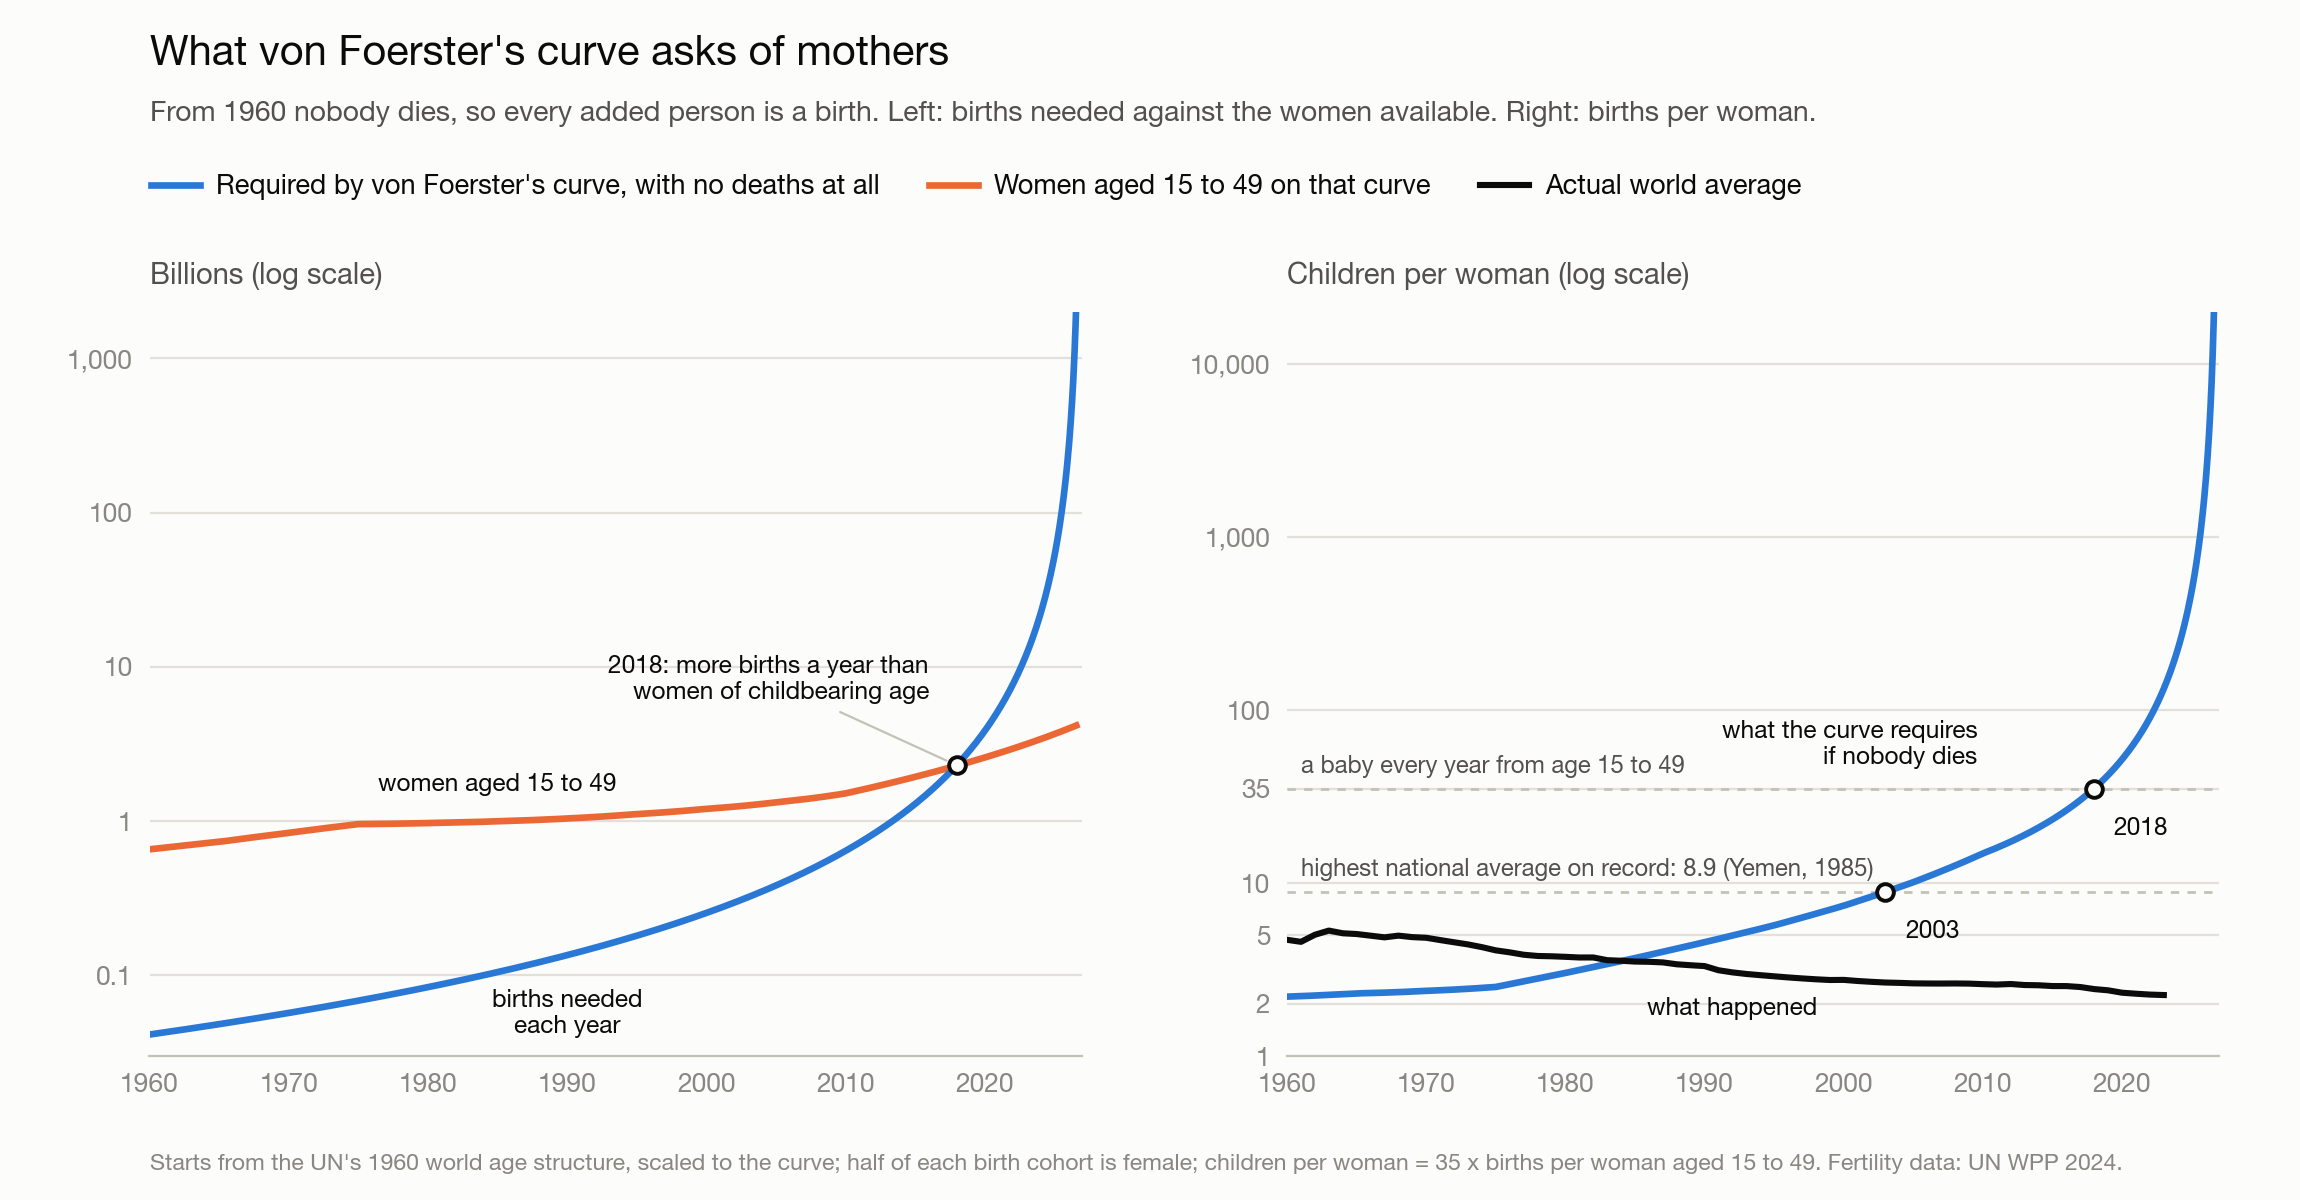 What von Foerster's curve asks of mothers
From 1960 nobody dies, so every added person is a birth. Left: births needed against the women available. Right: births per woman.
Required by von Foerster's curve, with no deaths at all
Women aged 15 to 49 on that curve
Actual world average
Billions (log scale)
1,000
100
10
1
0.1
2018: more births a year than
women of childbearing age
women aged 15 to 49
births needed
each year
1960
1970
1980
1990
2000
2010
2020
Children per woman (log scale)
10,000
1,000
100
35
10
5
2
1
what the curve requires
if nobody dies
a baby every year from age 15 to 49
2018
highest national average on record: 8.9 (Yemen, 1985)
2003
what happened
1960
1970
1980
1990
2000
2010
2020
Starts from the UN's 1960 world age structure, scaled to the curve; half of each birth cohort is female; children per woman = 35 x births per woman aged 15 to 49. Fertility data: UN WPP 2024.